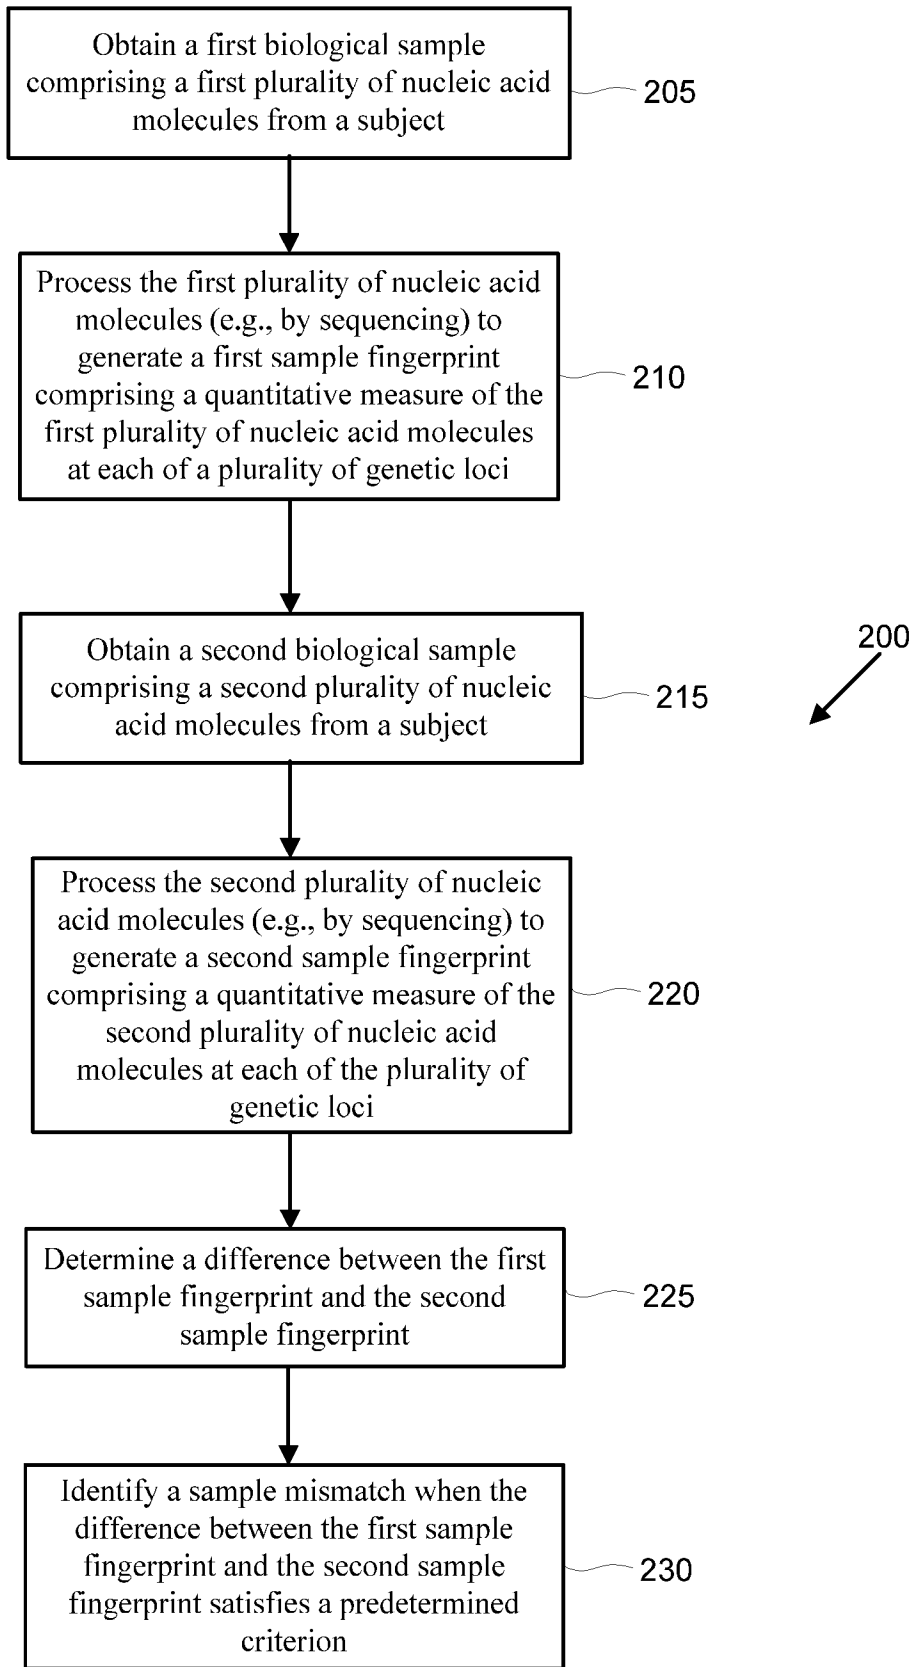 Obtain a first biological sample
comprising a first plurality of nucleic acid
molecules from a subject
205
Process the first plurality of nucleic acid
molecules (e.g., by sequencing) to
generate a first sample fingerprint
comprising a quantitative measure of the
first plurality of nucleic acid molecules
at each of a plurality of genetic loci
210
Obtain a second biological sample
comprising a second plurality of nucleic
acid molecules from a subject
215
200
Process the second plurality of nucleic
acid molecules (e.g., by sequencing) to
generate a second sample fingerprint
comprising a quantitative measure of the
second plurality of nucleic acid
molecules at each of the plurality of
genetic loci
220
Determine a difference between the first
sample fingerprint and the second
sample fingerprint
225
Identify a sample mismatch when the
difference between the first sample
fingerprint and the second sample
fingerprint satisfies a predetermined
criterion
230